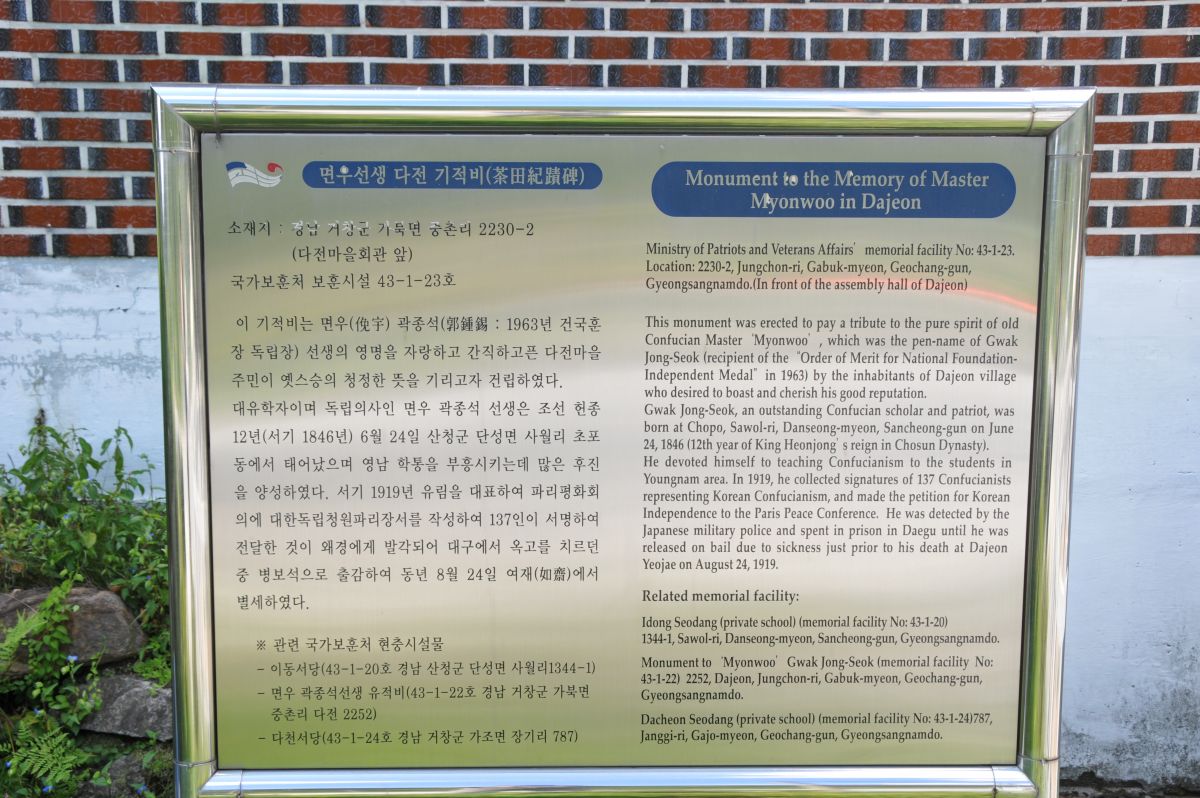 면우선생 다전 기적비(茶田紀蹟碑)
소재지 : 경남 거창군 가북면 중촌리 2230-2
(다전마을회관 앞)
국가보훈처 보훈시설 43-1-23호
이 기적비는 면우(俛宇) 곽종석(郭鍾錫 : 1963년 건국훈
장 독립장) 선생의 영명을 자랑하고 간직하고픈 다전마을
주민이 옛스승의 청정한 뜻을 기리고자 건립하였다.
대유학자이며 독립의사인 면우 곽종석 선생은 조선 헌종
12년(서기 1846년) 6월 24일 산청군 단성면 사월리 초포
동에서 태어났으며 영남 학통을 부흥시키는데 많은 후진
을 양성하였다. 서기 1919년 유림을 대표하여 파리평화회
의에 대한독립청원파리장서를 작성하여 137인이 서명하여
전달한 것이 왜경에게 발각되어 대구에서 옥고를 치르던
중 병보석으로 출감하여 동년 8월 24일 여재(如齋)에서
별세하였다.
※ 관련 국가보훈처 현충시설물
- 이동서당(43-1-20호 경남 산청군 단성면 사월리1344-1)
- 면우 곽종석선생 유적비(43-1-22호 경남 거창군 가북면
중촌리 다전 2252)
- 다천서당(43-1-24호 경남 거창군 가조면 장기리 787)
Monument to the Memory of Master
Myonwoo in Dajeon
Ministry of Patriots and Veterans Affairs' memorial facility No: 43-1-23.
Location: 2230-2, Jungchon-ri, Gabuk-myeon, Geochang-gun,
Gyeongsangnamdo.(In front of the assembly hall of Dajeon)
This monument was erected to pay a tribute to the pure spirit of old
Confucian Master 'Myonwoo' , which was the pen-name of Gwak
Jong-Seok (recipient of the "Order of Merit for National Foundation-
Independent Medal" in 1963) by the inhabitants of Dajeon village
who desired to boast and cherish his good reputation.
Gwak Jong-Seok, an outstanding Confucian scholar and patriot, was
born at Chopo, Sawol-ri, Danseong-myeon, Sancheong-gun on June
24, 1846 (12th year of King Heonjong's reign in Chosun Dynasty).
He devoted himself to teaching Confucianism to the students in
Youngnam area. In 1919, he collected signatures of 137 Confucianists
representing Korean Confucianism, and made the petition for Korean
Independence to the Paris Peace Conference. He was detected by the
Japanese military police and spent in prison in Daegu until he was
released on bail due to sickness just prior to his death at Dajeon
Yeojae on August 24, 1919.
Related memorial facility:
Idong Seodang (private school) (memorial facility No: 43-1-20)
1344-1, Sawol-ri, Danseong-myeon, Sancheong-gun, Gyeongsangnamdo.
Monument to 'Myonwoo' Gwak Jong-Seok (memorial facility No:
43-1-22) 2252, Dajeon, Jungchon-ri, Gabuk-myeon, Geochang-gun,
Gyeongsangnamdo.
Dacheon Seodang (private school) (memorial facility No: 43-1-24)787,
Janggi-ri, Gajo-myeon, Geochang-gun, Gyeongsangnamdo.